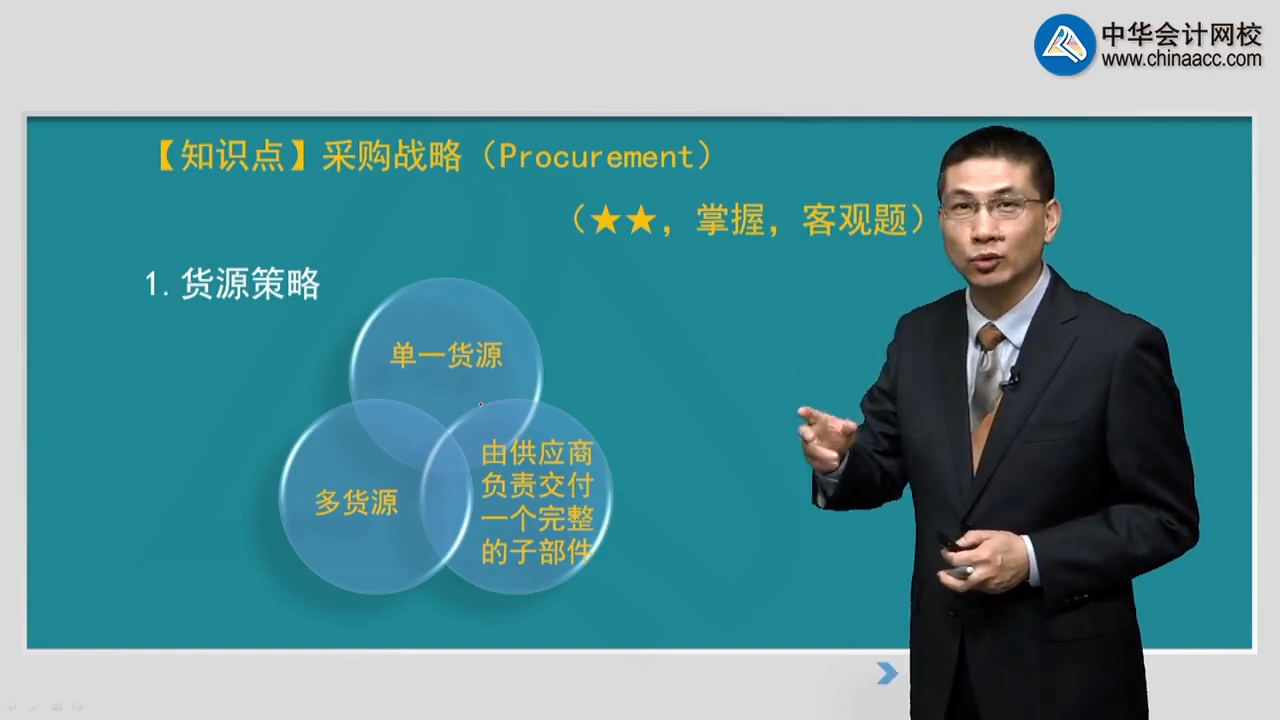 中华会计网校
www.chinaacc.com
【知识点】采购战略（Procurement）
（★★，掌握，客观题）
1.货源策略
单一货源
多货源
由供应商
负责交付
一个完整
的子部件